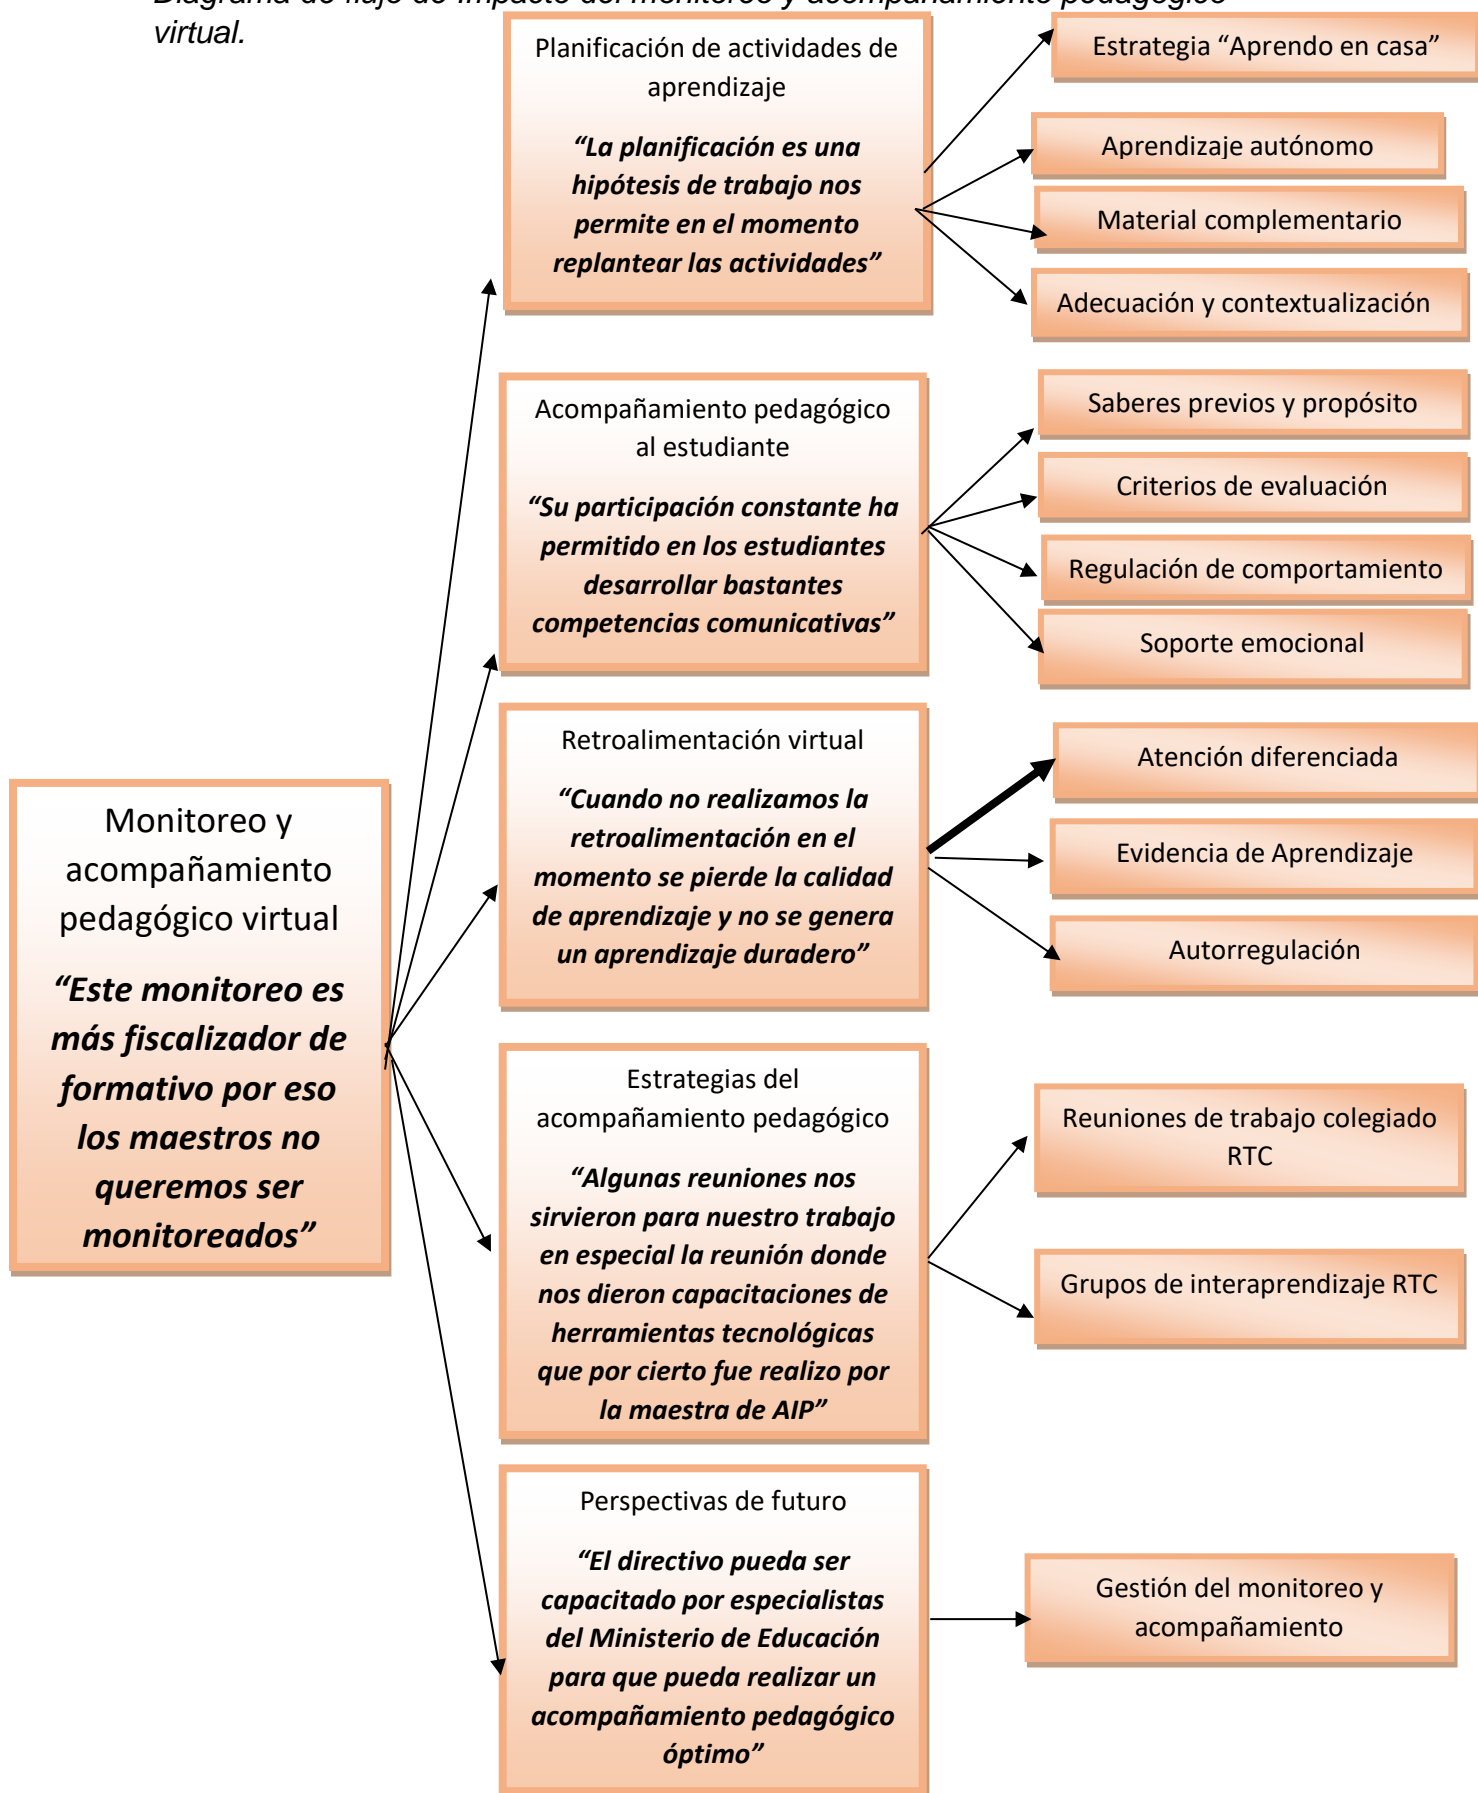 Diagrama de flujo de Impacto del monitoreo y acompañamiento pedagógico
virtual.
Planificación de actividades de
aprendizaje
“La planificación es una
hipótesis de trabajo nos
permite en el momento
replantear las actividades”
Estrategia “Aprendo en casa”
Aprendizaje autónomo
Material complementario
Adecuación y contextualización
Acompañamiento pedagógico
al estudiante
“Su participación constante ha
permitido en los estudiantes
desarrollar bastantes
competencias comunicativas”
Saberes previos y propósito
Criterios de evaluación
Regulación de comportamiento
Soporte emocional
Retroalimentación virtual
“Cuando no realizamos la
retroalimentación en el
momento se pierde la calidad
de aprendizaje y no se genera
un aprendizaje duradero”
Atención diferenciada
Evidencia de Aprendizaje
Autorregulación
Monitoreo y
acompañamiento
pedagógico virtual
“Este monitoreo es
más fiscalizador de
formativo por eso
los maestros no
queremos ser
monitoreados”
Estrategias del
acompañamiento pedagógico
“Algunas reuniones nos
sirvieron para nuestro trabajo
en especial la reunión donde
nos dieron capacitaciones de
herramientas tecnológicas
que por cierto fue realizo por
la maestra de AIP”
Reuniones de trabajo colegiado
RTC
Grupos de interaprendizaje RTC
Perspectivas de futuro
“El directivo pueda ser
capacitado por especialistas
del Ministerio de Educación
para que pueda realizar un
acompañamiento pedagógico
óptimo”
Gestión del monitoreo y
acompañamiento